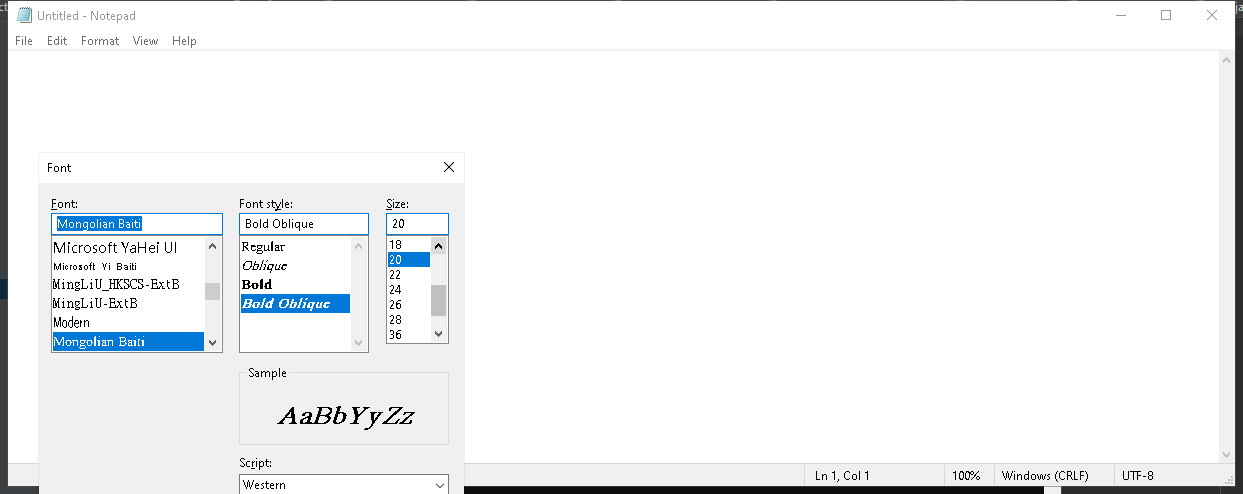 Untitled - Notepad
File Edit Format View Help
Font
Font: Font style: Size:
Mongolian Baiti Bold Oblique 20
Microsoft YaHei UI Regular 18
Microsoft Yi Baiti Oblique 20
MingLiU_HKSCS-ExtB Bold 22
MingLiU-ExtB Bold Oblique 24
Modern 26
Mongolian Baiti 28
36
Sample
AaBbYyZz
Script:
Western
Ln 1, Col 1 100% Windows (CRLF) UTF-8